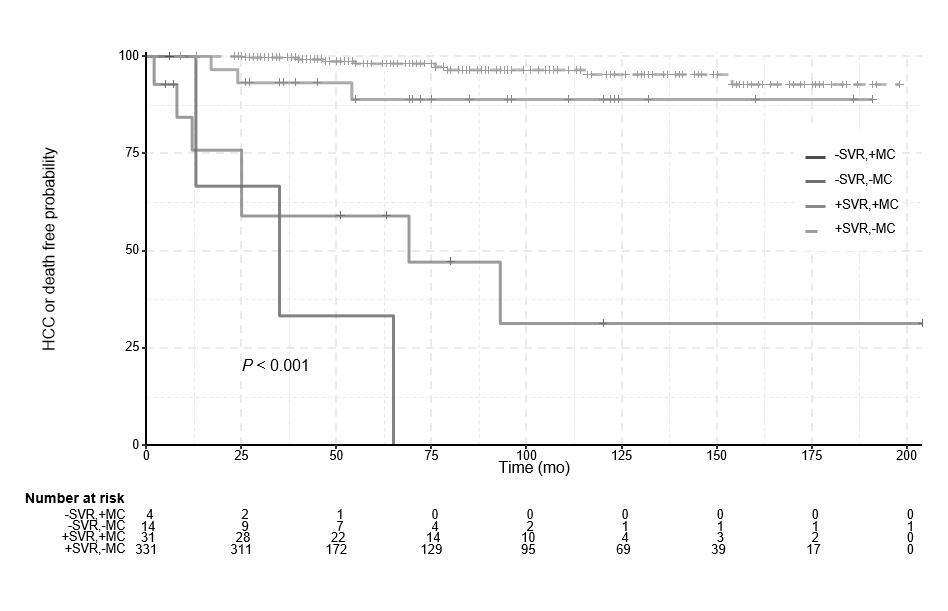 100
75
50
25
0
HCC or death free probability
-SVR,+MC
-SVR,-MC
+SVR,+MC
+SVR,-MC
P < 0.001
0 25 50 75 100 125 150 175 200
Time (mo)
Number at risk
-SVR,+MC 4 2 1 0 0 0 0 0 0
-SVR,-MC 14 9 7 4 2 1 1 1 1
+SVR,+MC 31 28 22 14 10 4 3 2 0
+SVR,-MC 331 311 172 129 95 69 39 17 0